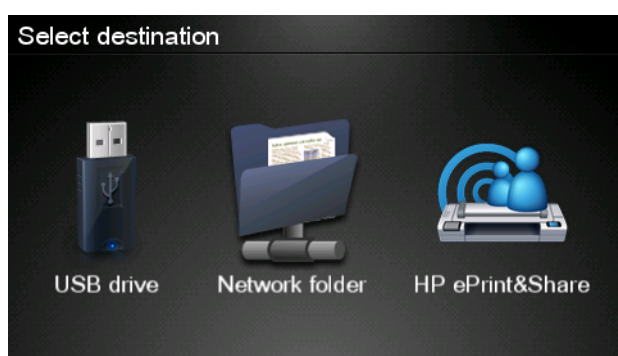 Select destination
USB drive
Network folder
HP ePrint&Share